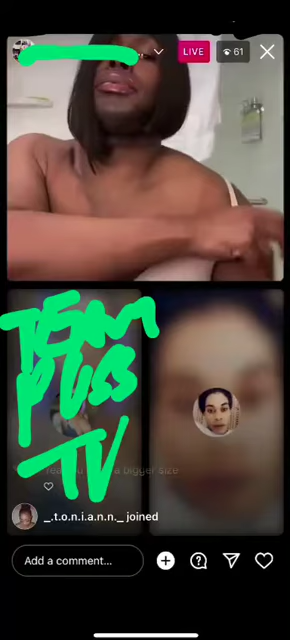 LIVE
61
TEAM
PUSS
TV
a bigger size
_.t.o.n.i.a.n.n._ joined
Add a comment...